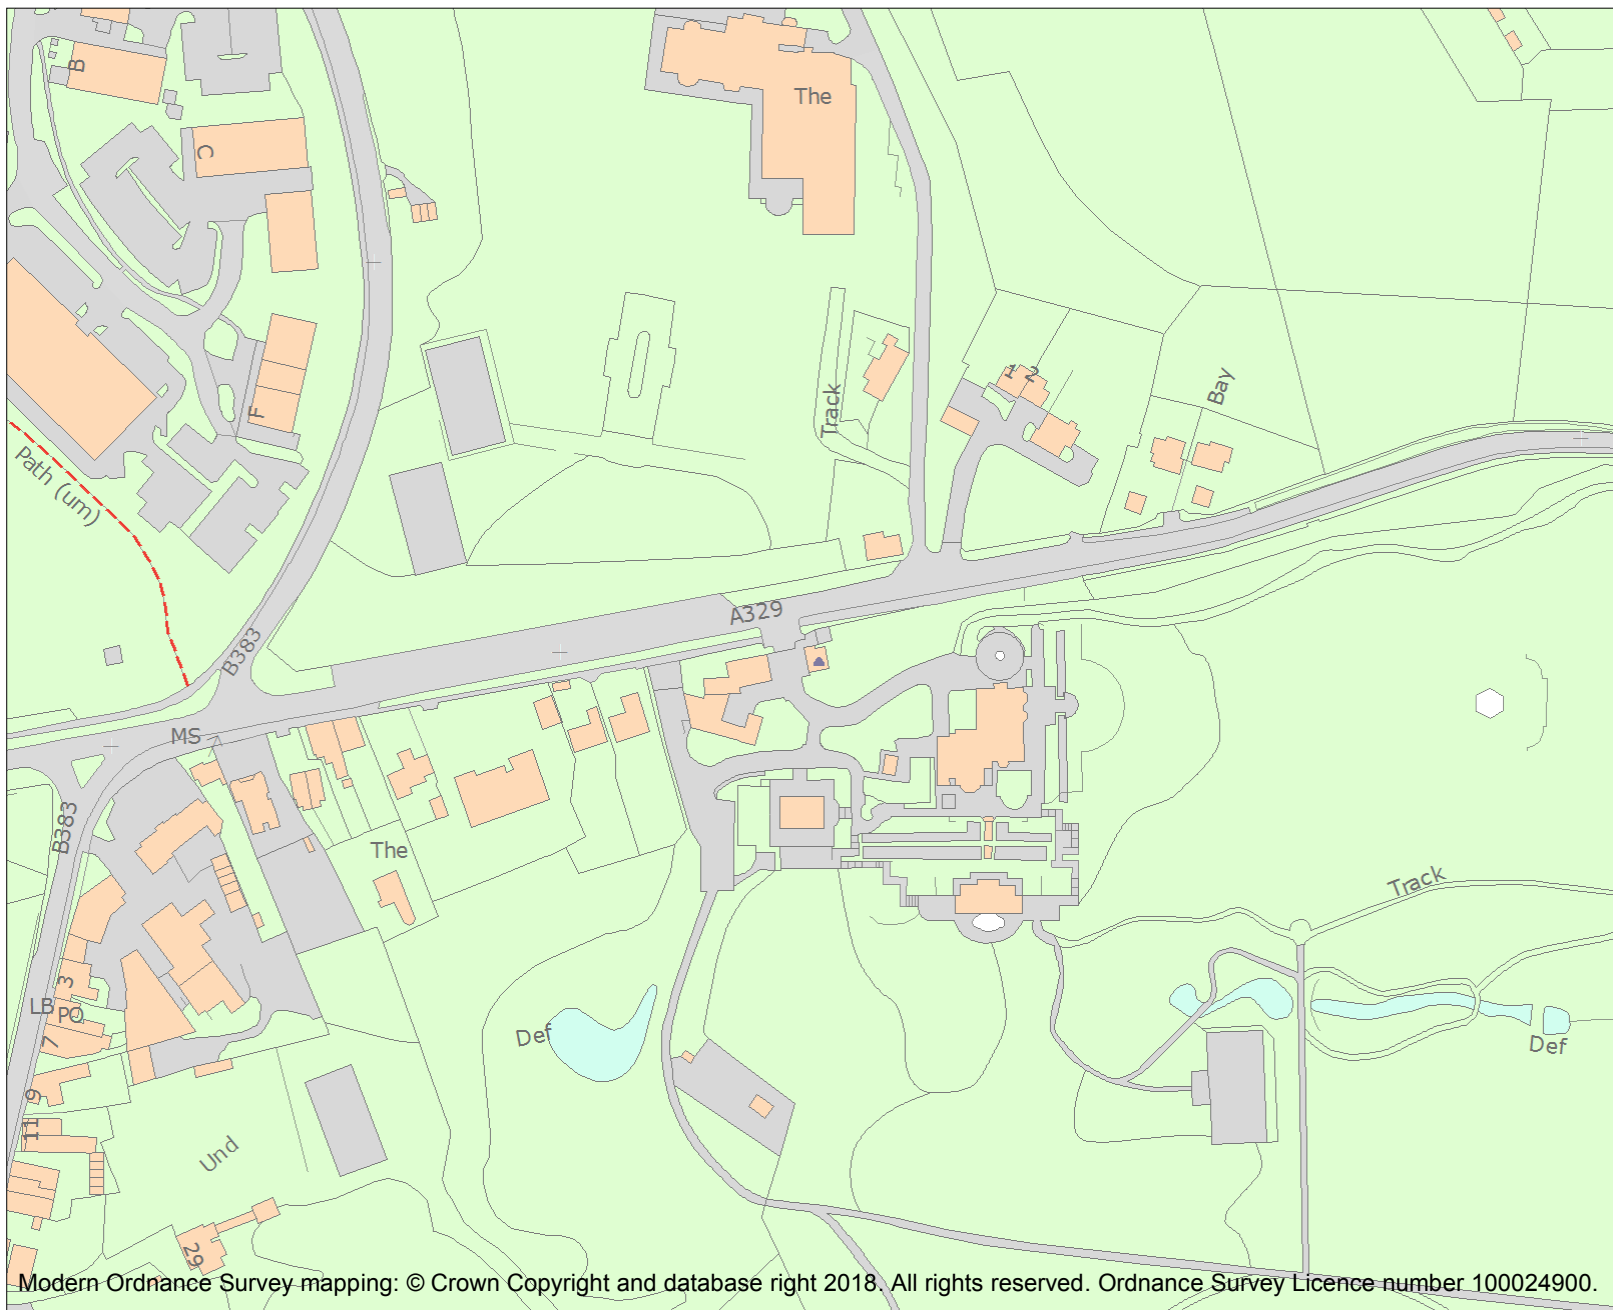 B
The
C
1 2
Bay
Track
F
Path (um)
A329
B383
MS
B383
The
Track
3
LB
PO
7
Def
Def
9
11
Und
29
Modern Ordnance Survey mapping: © Crown Copyright and database right 2018. All rights reserved. Ordnance Survey Licence number 100024900.